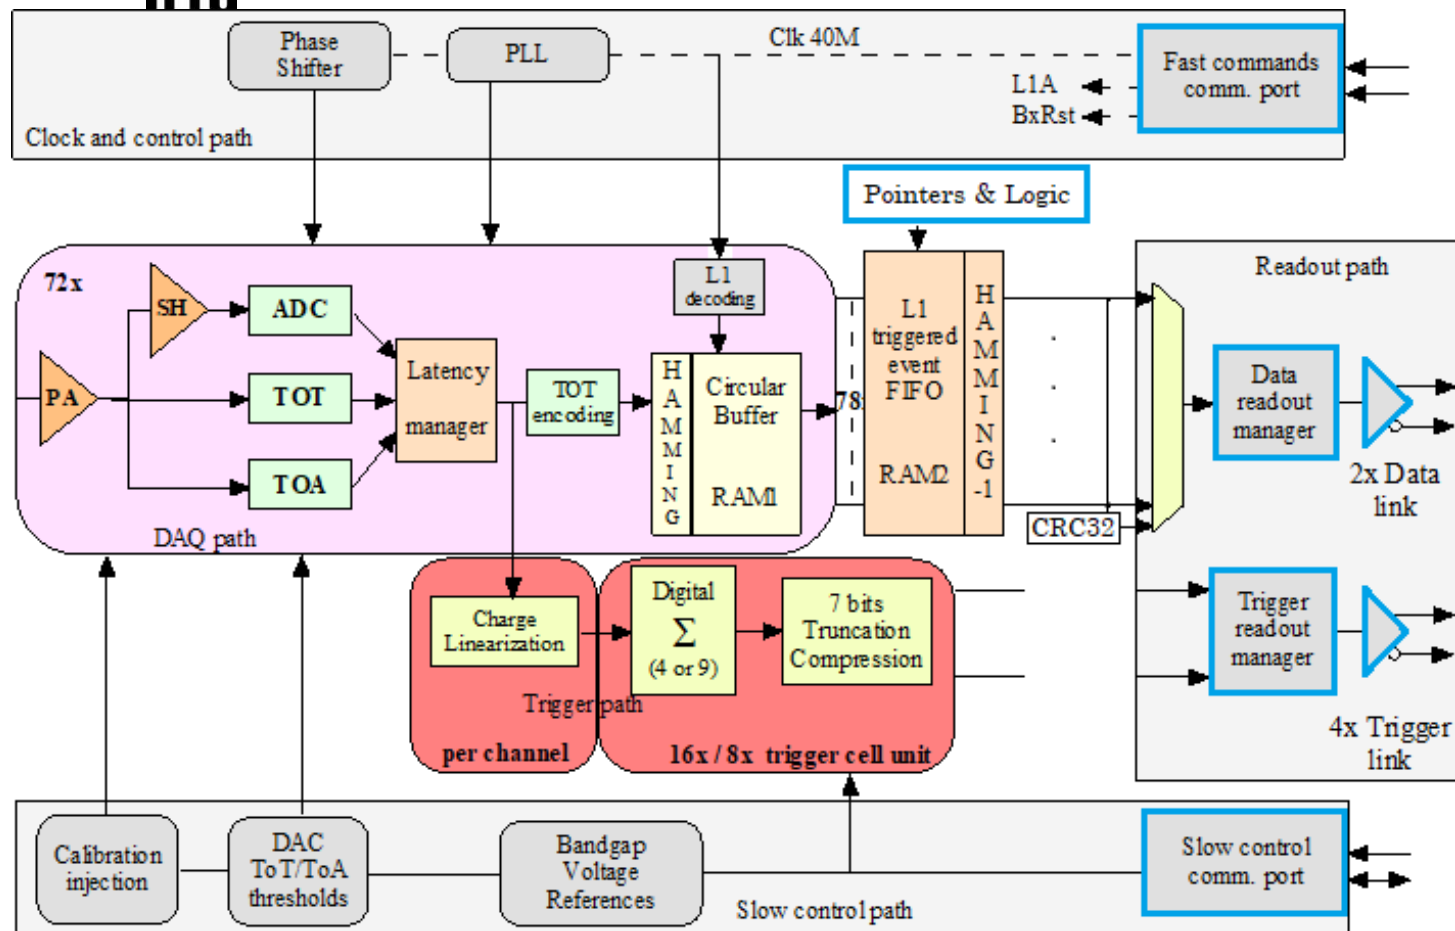 Phase
Shifter
PLL
Clk 40M
Fast commands
comm. port
L1A
BxRst
Clock and control path
Pointers & Logic
72x
SH
ADC
PA
TOT
TOA
Latency
manager
TOT
encoding
L1
decoding
H
A
M
M
I
N
G
Circular
Buffer
RAM1
DAQ path
78
L1
triggered
event
FIFO
RAM2
H
A
M
M
I
N
G
-1
CRC32
Readout path
Data
readout
manager
2x Data
link
Trigger
readout
manager
4x Trigger
link
Charge
Linearization
Digital
Σ
(4 or 9)
7 bits
Truncation
Compression
Trigger path
per channel
16x / 8x trigger cell unit
Calibration
injection
DAC
ToT/ToA
thresholds
Bandgap
Voltage
References
Slow control path
Slow control
comm. port